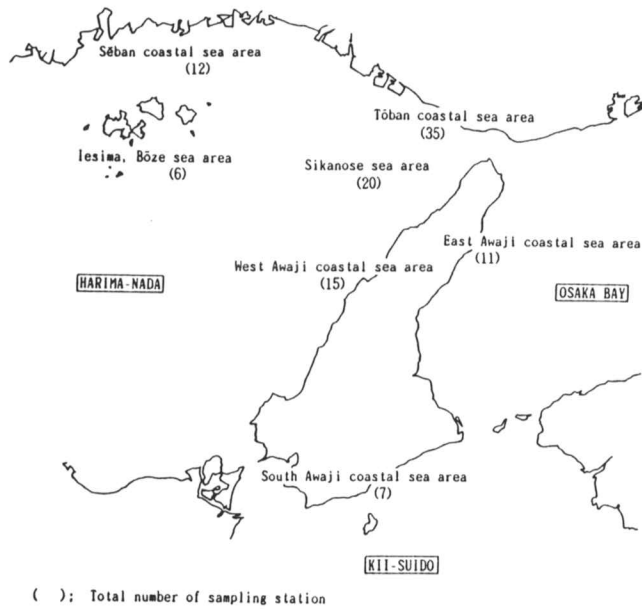 Sēban coastal sea area
(12)
Tōban coastal sea area
(35)
Iesima, Bōze sea area
(6)
Sikanose sea area
(20)
East Awaji coastal sea area
(11)
West Awaji coastal sea area
(15)
HARIMA-NADA
OSAKA BAY
South Awaji coastal sea area
(7)
KII-SUIDO
( ); Total number of sampling station